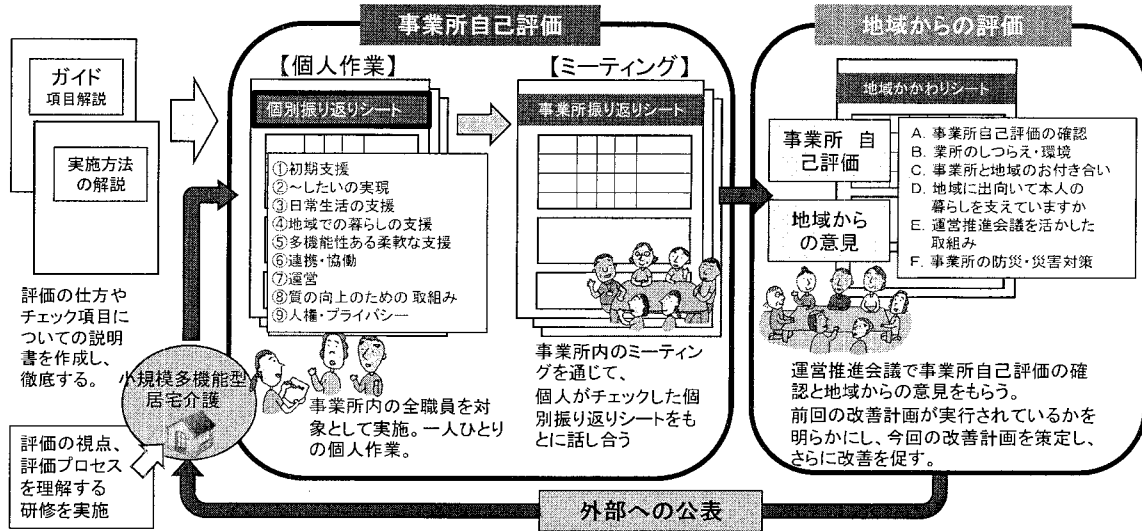 ガイド
項目解説
実施方法
の解説
評価の仕方や
チェック項目に
ついての説明
書を作成し、
徹底する。
小規模多機能型
居宅介護
評価の視点、
評価プロセス
を理解する
研修を実施
事業所自己評価
【個人作業】
個別振り返りシート
①初期支援
②～したいの実現
③日常生活の支援
④地域での暮らしの支援
⑤多機能性ある柔軟な支援
⑥連携・協働
⑦運営
⑧質の向上のための 取組み
⑨人権・プライバシー
事業所内の全職員を対
象として実施。一人ひとり
の個人作業。
【ミーティング】
事業所振り返りシート
事業所内のミーティン
グを通じて、
個人がチェックした個
別振り返りシートをも
とに話し合う
地域からの評価
地域かかわりシート
事業所 自
己評価
地域から
の意見
A. 事業所自己評価の確認
B. 業所のしつらえ・環境
C. 事業所と地域のお付き合い
D. 地域に出向いて本人の
暮らしを支えていますか
E. 運営推進会議を活かした
取組み
F. 事業所の防災・災害対策
運営推進会議で事業所自己評価の確
認と地域からの意見をもらう。
前回の改善計画が実行されているかを
明らかにし、今回の改善計画を策定し、
さらに改善を促す。
外部への公表